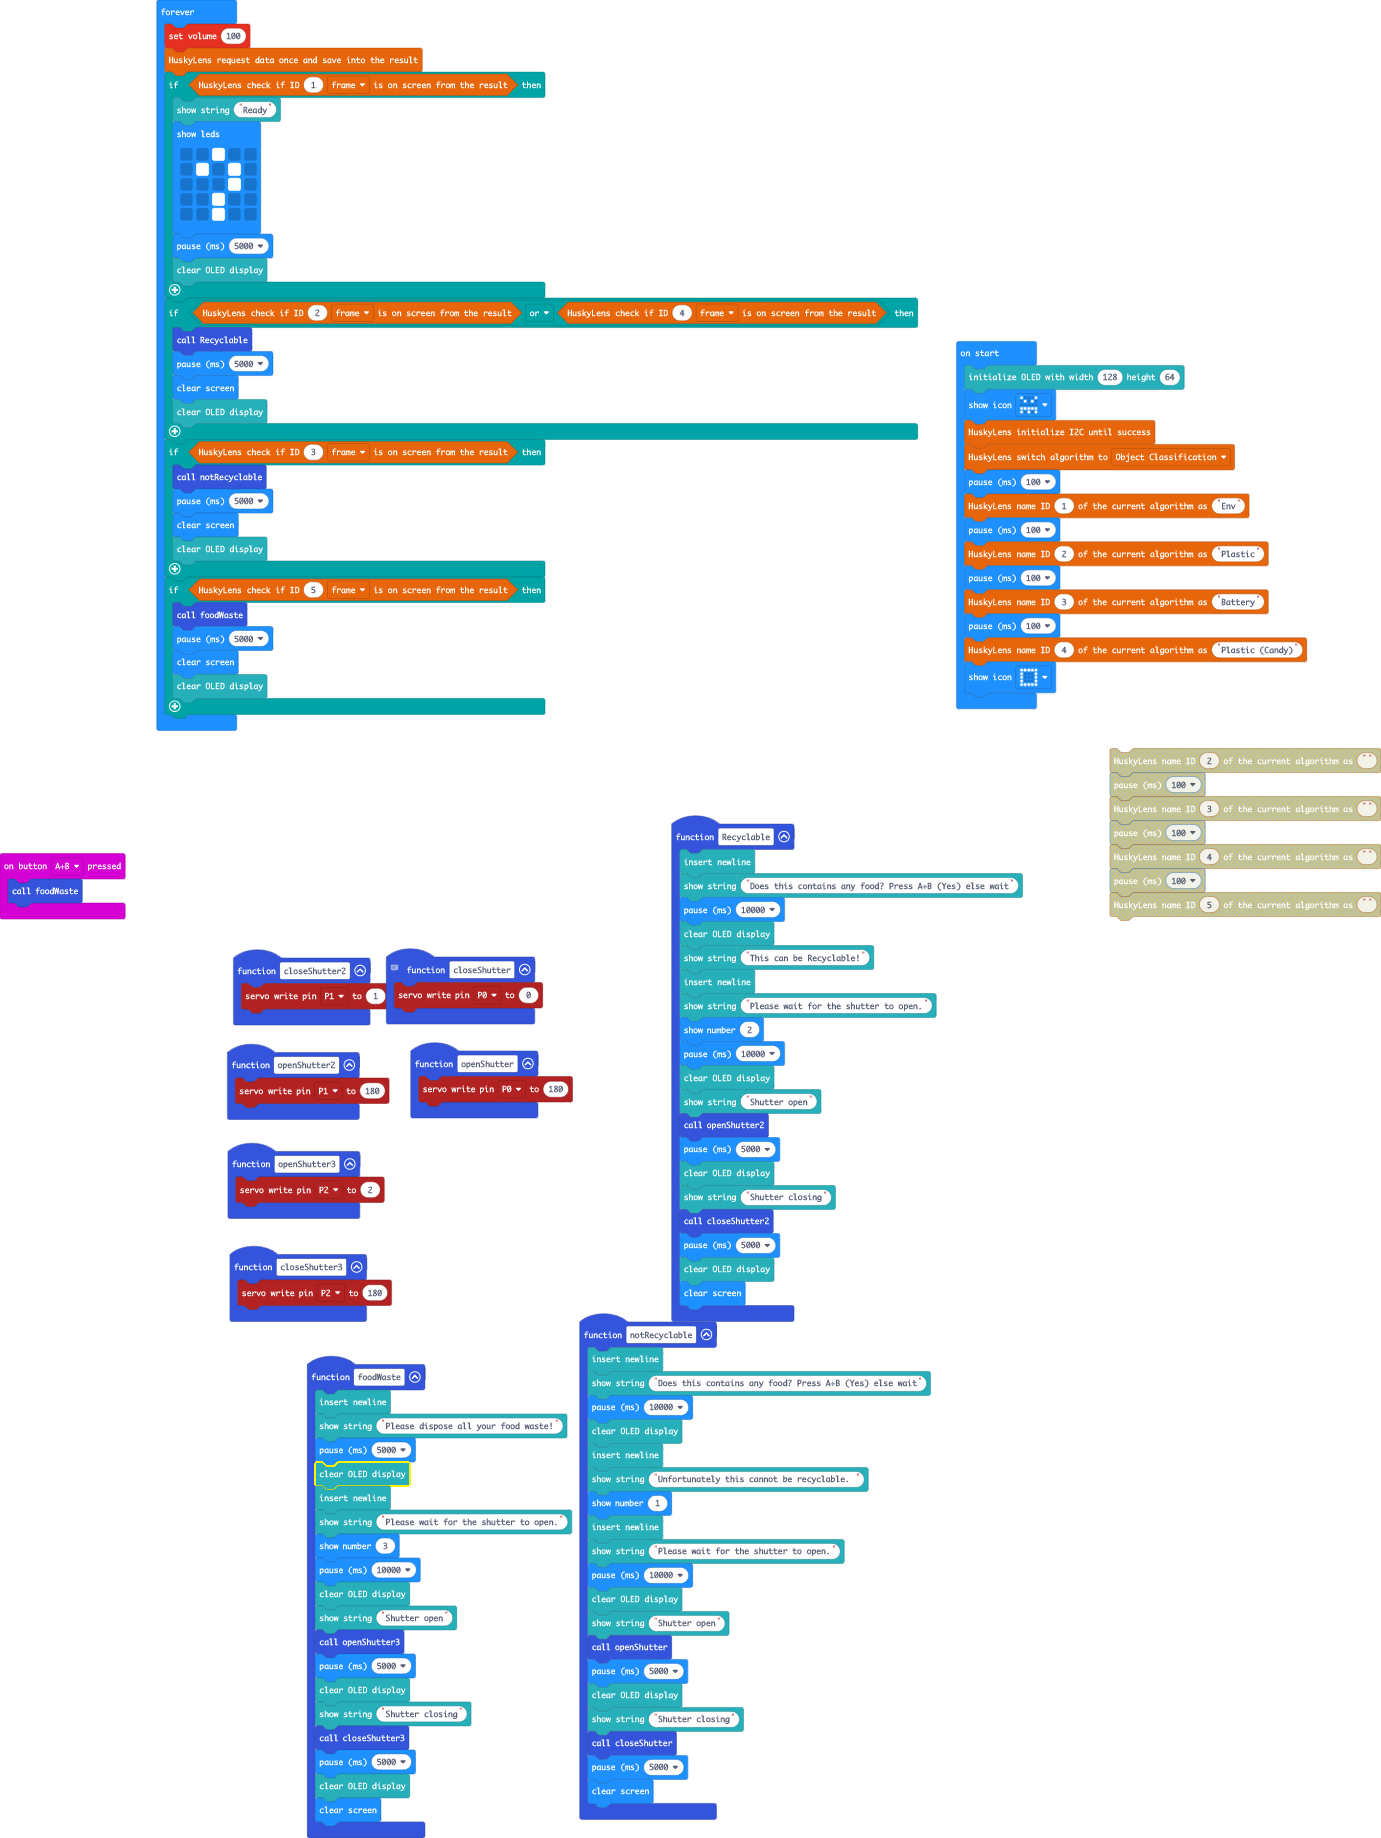 forever
set volume 100
HuskyLens request data once and save into the result
if HuskyLens check if ID 1 frame is on screen from the result then
show string "Ready"
show leds
pause (ms) 5000
clear OLED display
if HuskyLens check if ID 2 frame is on screen from the result or HuskyLens check if ID 4 frame is on screen from the result then
call Recyclable
pause (ms) 5000
clear screen
clear OLED display
if HuskyLens check if ID 3 frame is on screen from the result then
call notRecyclable
pause (ms) 5000
clear screen
clear OLED display
if HuskyLens check if ID 5 frame is on screen from the result then
call foodWaste
pause (ms) 5000
clear screen
clear OLED display
on start
initialize OLED with width 128 height 64
show icon
HuskyLens initialize I2C until success
HuskyLens switch algorithm to Object Classification
pause (ms) 100
HuskyLens name ID 1 of the current algorithm as "Env"
pause (ms) 100
HuskyLens name ID 2 of the current algorithm as "Plastic"
pause (ms) 100
HuskyLens name ID 3 of the current algorithm as "Battery"
pause (ms) 100
HuskyLens name ID 4 of the current algorithm as "Plastic (Candy)"
show icon
HuskyLens name ID 2 of the current algorithm as ""
pause (ms) 100
HuskyLens name ID 3 of the current algorithm as ""
pause (ms) 100
HuskyLens name ID 4 of the current algorithm as ""
pause (ms) 100
HuskyLens name ID 5 of the current algorithm as ""
on button A+B pressed
call foodWaste
function closeShutter2
servo write pin P1 to 1
function closeShutter
servo write pin P0 to 0
function openShutter2
servo write pin P1 to 180
function openShutter
servo write pin P0 to 180
function openShutter3
servo write pin P2 to 2
function closeShutter3
servo write pin P2 to 180
function Recyclable
insert newline
show string "Does this contains any food? Press A+B (Yes) else wait"
pause (ms) 10000
clear OLED display
show string "This can be Recyclable!"
insert newline
show string "Please wait for the shutter to open."
show number 2
pause (ms) 10000
clear OLED display
show string "Shutter open"
call openShutter2
pause (ms) 5000
clear OLED display
show string "Shutter closing"
call closeShutter2
pause (ms) 5000
clear OLED display
clear screen
function foodWaste
insert newline
show string "Please dispose all your food waste!"
pause (ms) 5000
clear OLED display
insert newline
show string "Please wait for the shutter to open."
show number 3
pause (ms) 10000
clear OLED display
show string "Shutter open"
call openShutter3
pause (ms) 5000
clear OLED display
show string "Shutter closing"
call closeShutter3
pause (ms) 5000
clear OLED display
clear screen
function notRecyclable
insert newline
show string "Does this contains any food? Press A+B (Yes) else wait"
pause (ms) 10000
clear OLED display
insert newline
show string "Unfortunately this cannot be recyclable. "
show number 1
insert newline
show string "Please wait for the shutter to open."
pause (ms) 10000
clear OLED display
show string "Shutter open"
call openShutter
pause (ms) 5000
clear OLED display
show string "Shutter closing"
call closeShutter
pause (ms) 5000
clear screen